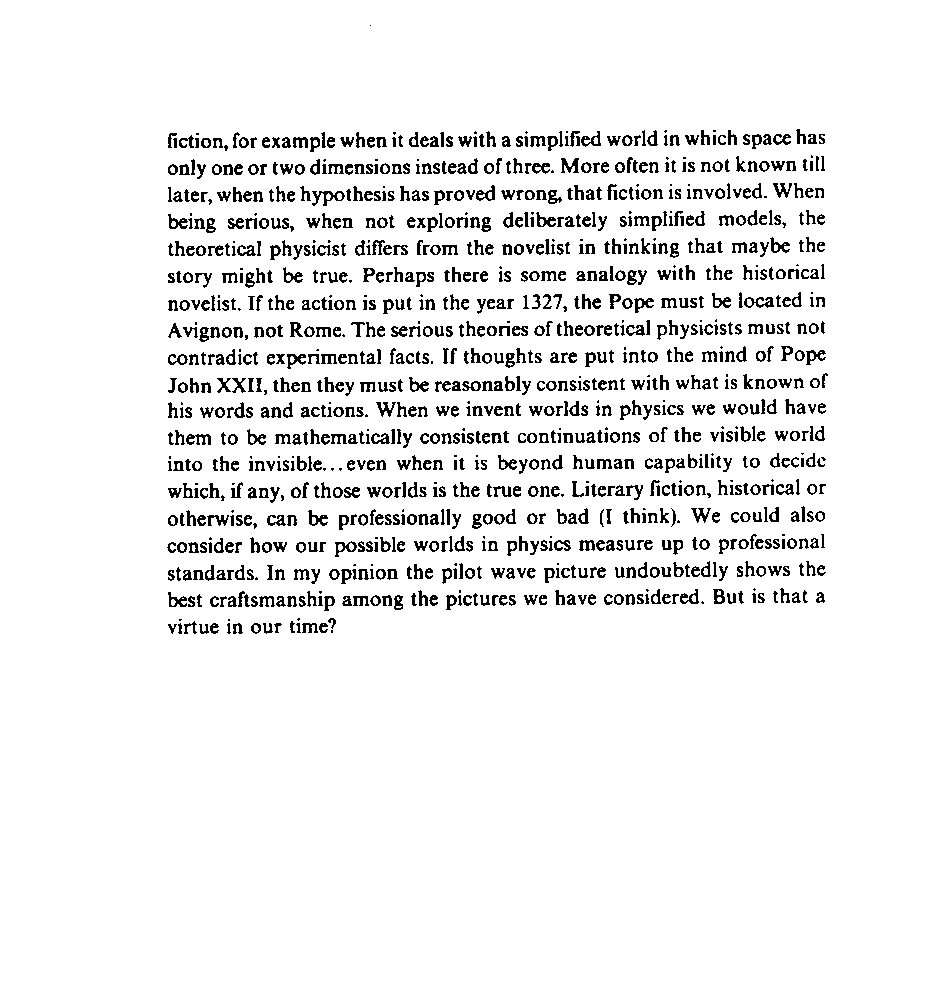 fiction, for example when it deals with a simplified world in which space has
only one or two dimensions instead of three. More often it is not known till
later, when the hypothesis has proved wrong, that fiction is involved. When
being serious, when not exploring deliberately simplified models, the
theoretical physicist differs from the novelist in thinking that maybe the
story might be true. Perhaps there is some analogy with the historical
novelist. If the action is put in the year 1327, the Pope must be located in
Avignon, not Rome. The serious theories of theoretical physicists must not
contradict experimental facts. If thoughts are put into the mind of Pope
John XXII, then they must be reasonably consistent with what is known of
his words and actions. When we invent worlds in physics we would have
them to be mathematically consistent continuations of the visible world
into the invisible...even when it is beyond human capability to decide
which, if any, of those worlds is the true one. Literary fiction, historical or
otherwise, can be professionally good or bad (I think). We could also
consider how our possible worlds in physics measure up to professional
standards. In my opinion the pilot wave picture undoubtedly shows the
best craftsmanship among the pictures we have considered. But is that a
virtue in our time?